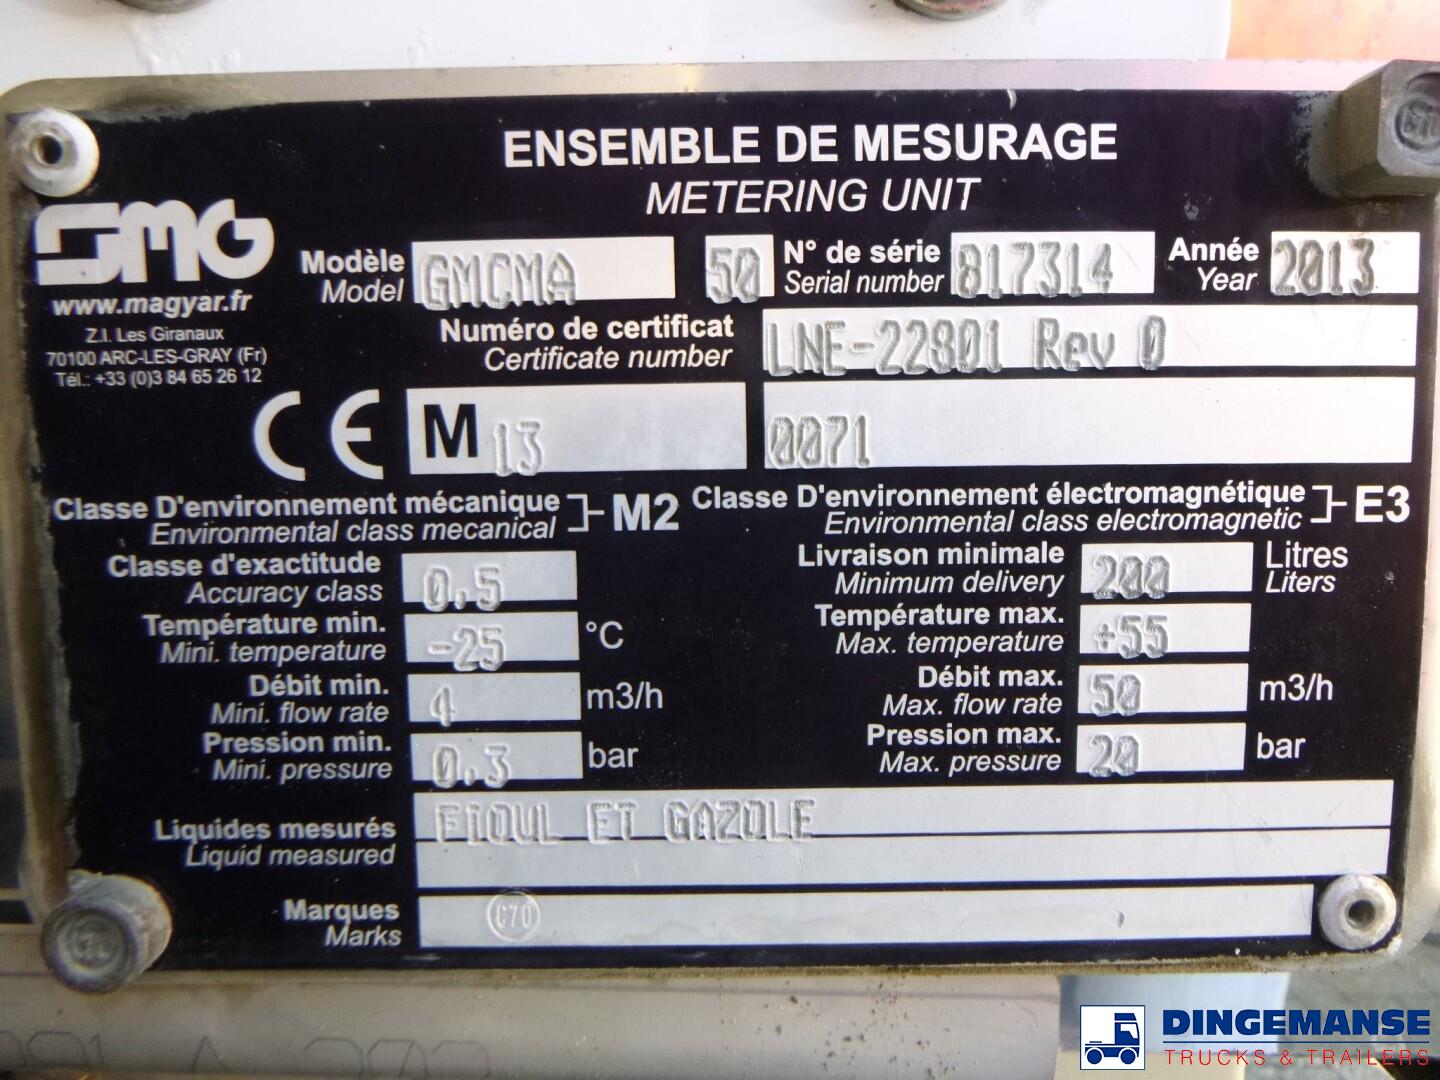 ENSEMBLE DE MESURAGE
METERING UNIT
SMG
www.magyar.fr
Z.I. Les Giranaux
70100 ARC-LES-GRAY (Fr)
Tél.: +33 (0)3 84 65 26 12
Modèle GMCMA 50 N° de série 817314 Année 2013
Model Serial number Year
Numéro de certificat LNE-22801 Rev 0
Certificate number
CE M 13 0071
Classe D'environnement mécanique M2 Classe D'environnement électromagnétique E3
Environmental class mecanical Environmental class electromagnetic
Classe d'exactitude 0.5 Livraison minimale 200 Litres
Accuracy class Minimum delivery Liters
Température min. -25 °C Température max. +55
Mini. temperature Max. temperature
Débit min. 4 m3/h Débit max. 50 m3/h
Mini. flow rate Max. flow rate
Pression min. 0.3 bar Pression max. 20 bar
Mini. pressure Max. pressure
Liquides mesurés FIOUL ET GAZOLE
Liquid measured
Marques C70
Marks
DINGEMANSE
TRUCKS & TRAILERS